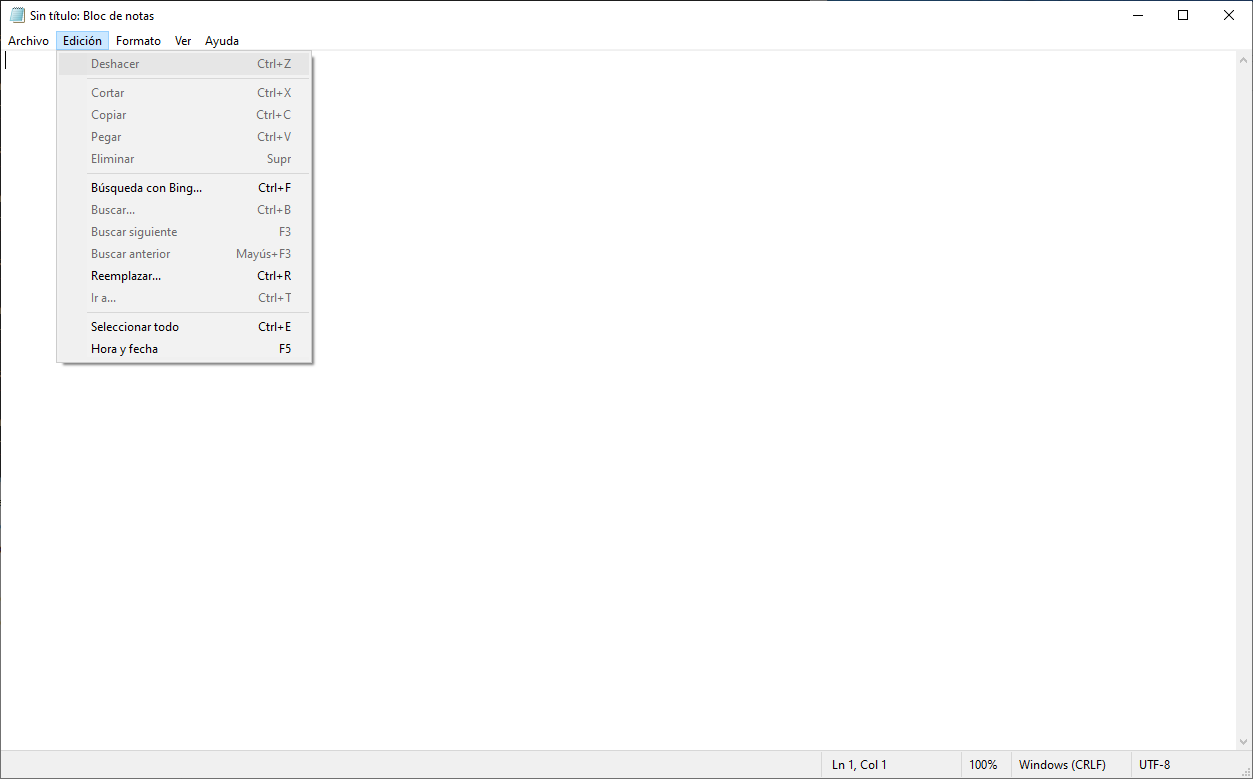 Sin título: Bloc de notas
Archivo Edición Formato Ver Ayuda
Deshacer Ctrl+Z
Cortar Ctrl+X
Copiar Ctrl+C
Pegar Ctrl+V
Eliminar Supr
Búsqueda con Bing... Ctrl+F
Buscar... Ctrl+B
Buscar siguiente F3
Buscar anterior Mayús+F3
Reemplazar... Ctrl+R
Ir a... Ctrl+T
Seleccionar todo Ctrl+E
Hora y fecha F5
Ln 1, Col 1 100% Windows (CRLF) UTF-8